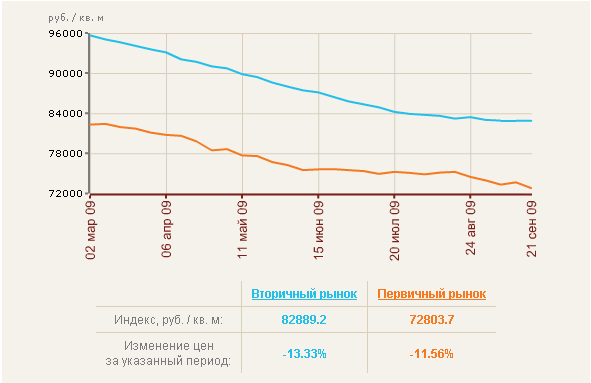 руб. / кв. м
96000
90000
84000
78000
72000
02 мар 09
06 апр 09
11 май 09
15 июн 09
20 июл 09
24 авг 09
21 сен 09
Вторичный рынок Первичный рынок
Индекс, руб. / кв. м: 82889.2 72803.7
Изменение цен
за указанный период: -13.33% -11.56%